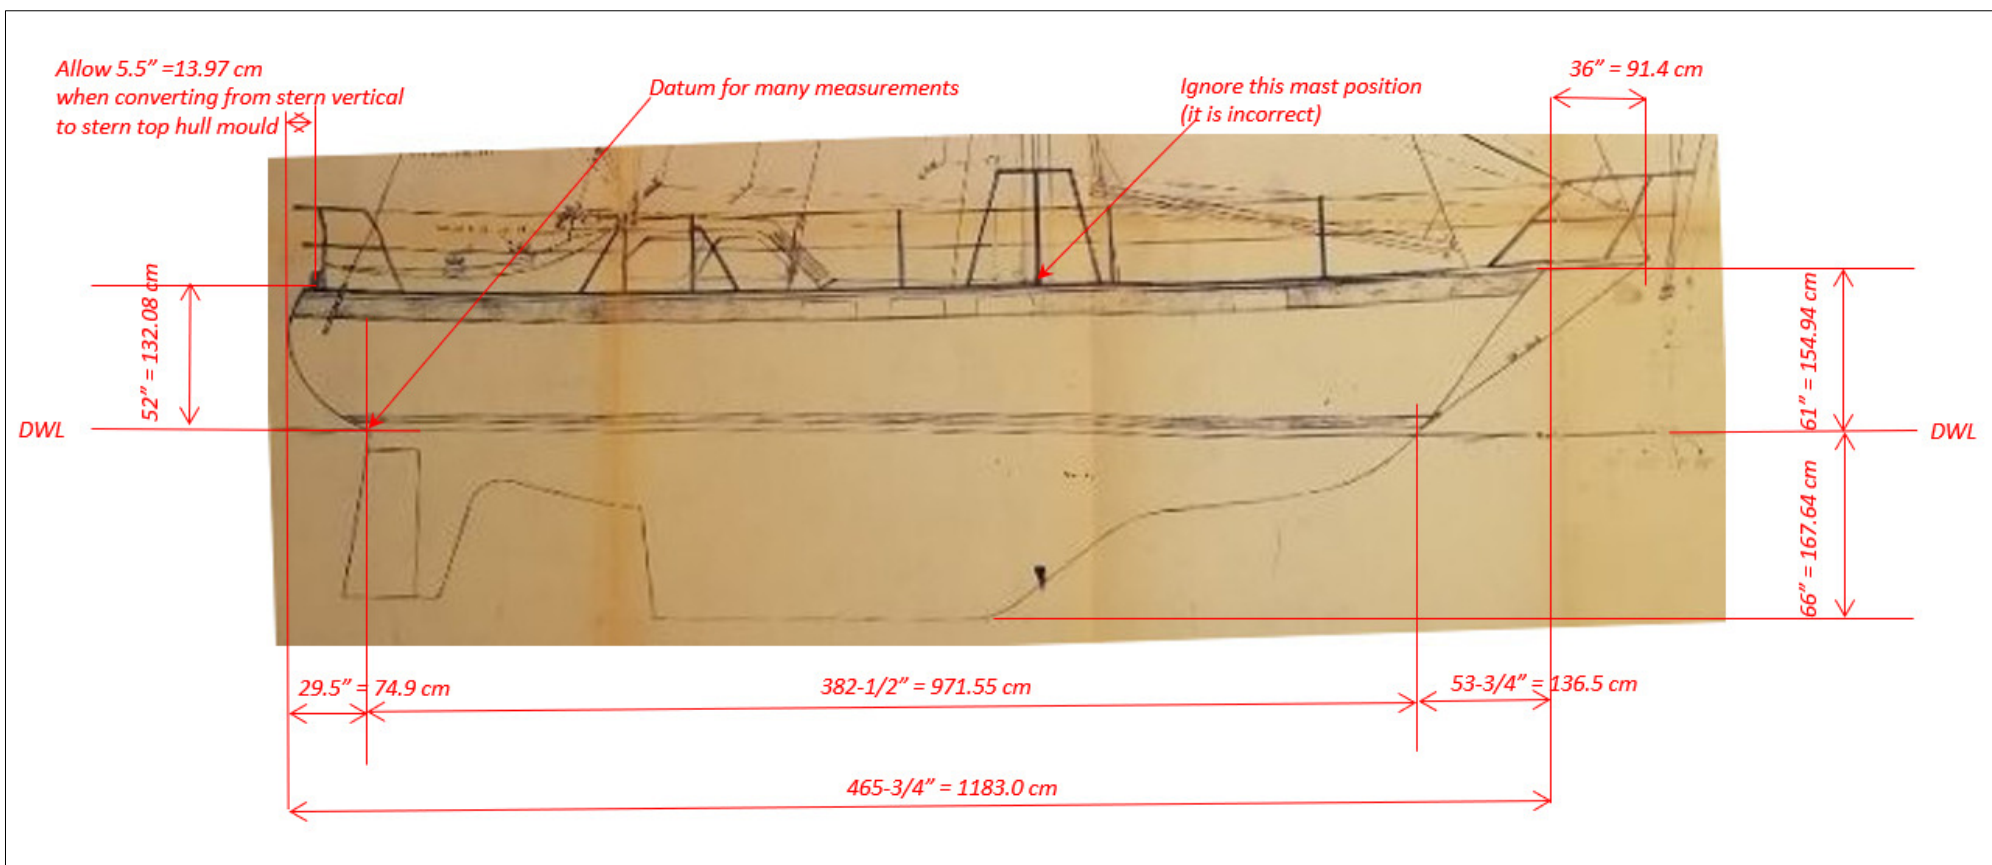 Allow 5.5” =13.97 cm
when converting from stern vertical
to stern top hull mould
Datum for many measurements
Ignore this mast position
(it is incorrect)
36” = 91.4 cm
52” = 132.08 cm
61” = 154.94 cm
DWL
DWL
66” = 167.64 cm
29.5” = 74.9 cm
382-1/2” = 971.55 cm
53-3/4” = 136.5 cm
465-3/4” = 1183.0 cm